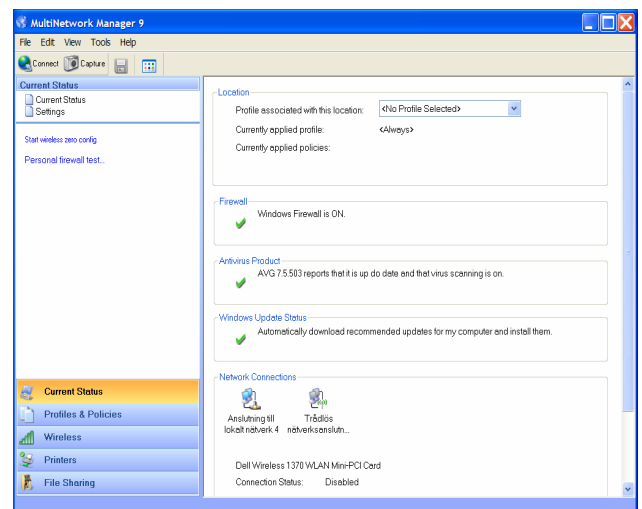 MultiNetwork Manager 9
File Edit View Tools Help
Connect Capture
Current Status
Current Status
Settings
Start wireless zero config
Personal firewall test...
Current Status
Profiles & Policies
Wireless
Printers
File Sharing
Location
Profile associated with this location: <No Profile Selected>
Currently applied profile: <Always>
Currently applied policies:
Firewall
Windows Firewall is ON.
Antivirus Product
AVG 7.5.503 reports that it is up do date and that virus scanning is on.
Windows Update Status
Automatically download recommended updates for my computer and install them.
Network Connections
Anslutning till Trådlös
lokalt nätverk 4 nätverksanslutn...
Dell Wireless 1370 WLAN Mini-PCI Card
Connection Status: Disabled